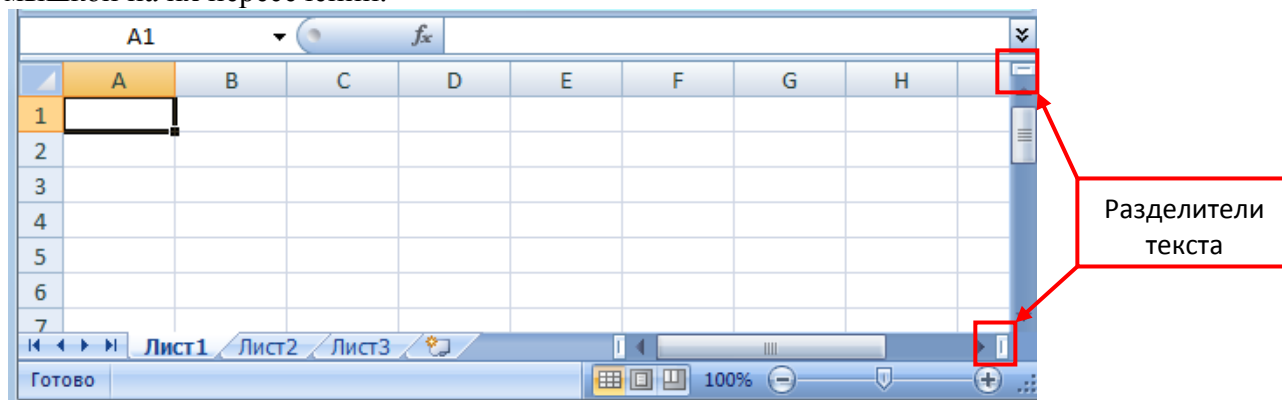 A1 fx
A B C D E F G H
1
2
3
4
5
6
7
Разделители
текста
Лист1 Лист2 Лист3
Готово 100%